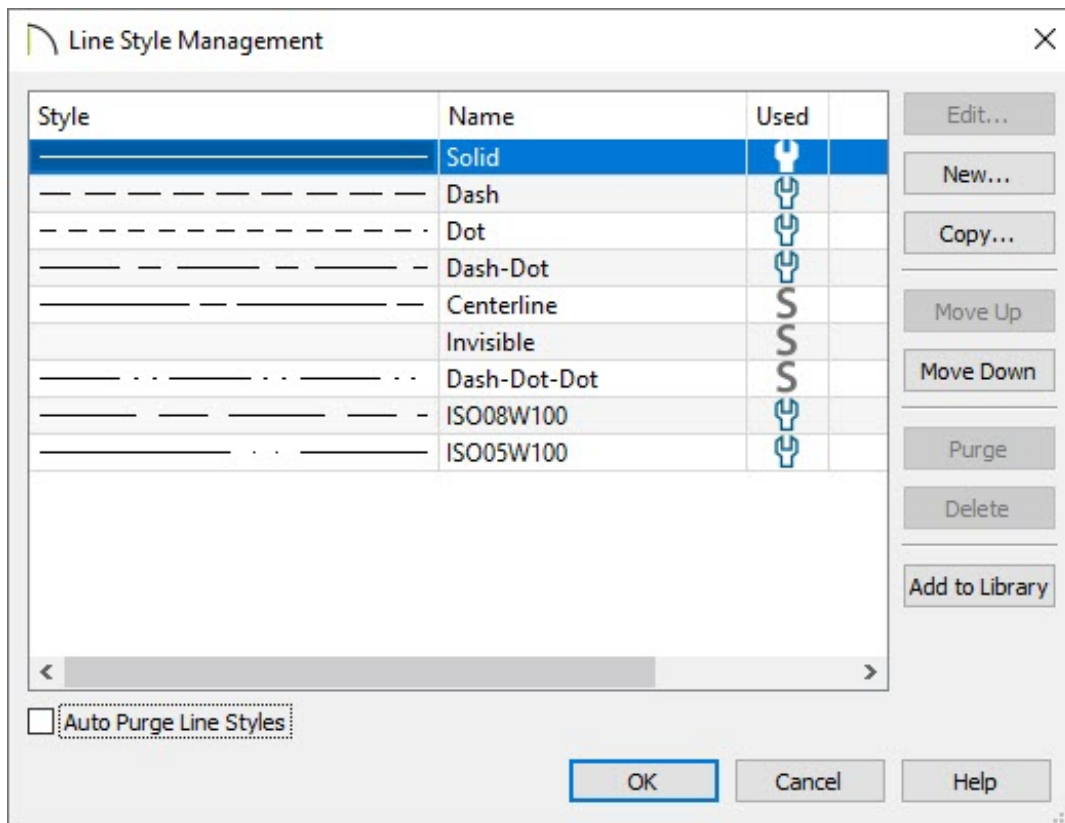 Line Style Management
Style Name Used
Solid
Dash
Dot
Dash-Dot
Centerline S
Invisible S
Dash-Dot-Dot S
ISO08W100
ISO05W100
Edit...
New...
Copy...
Move Up
Move Down
Purge
Delete
Add to Library
Auto Purge Line Styles
OK Cancel Help